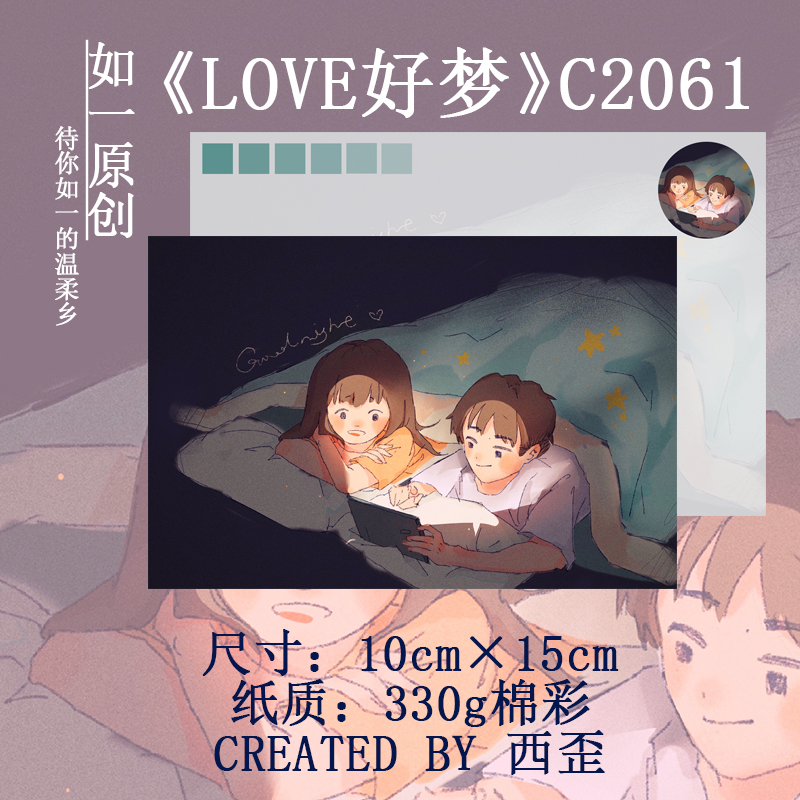 《LOVE好梦》C2061
如一原创
待你如一的温柔乡
Goodnight ♡
尺寸：10cm×15cm
纸质：330g棉彩
CREATED BY 西歪